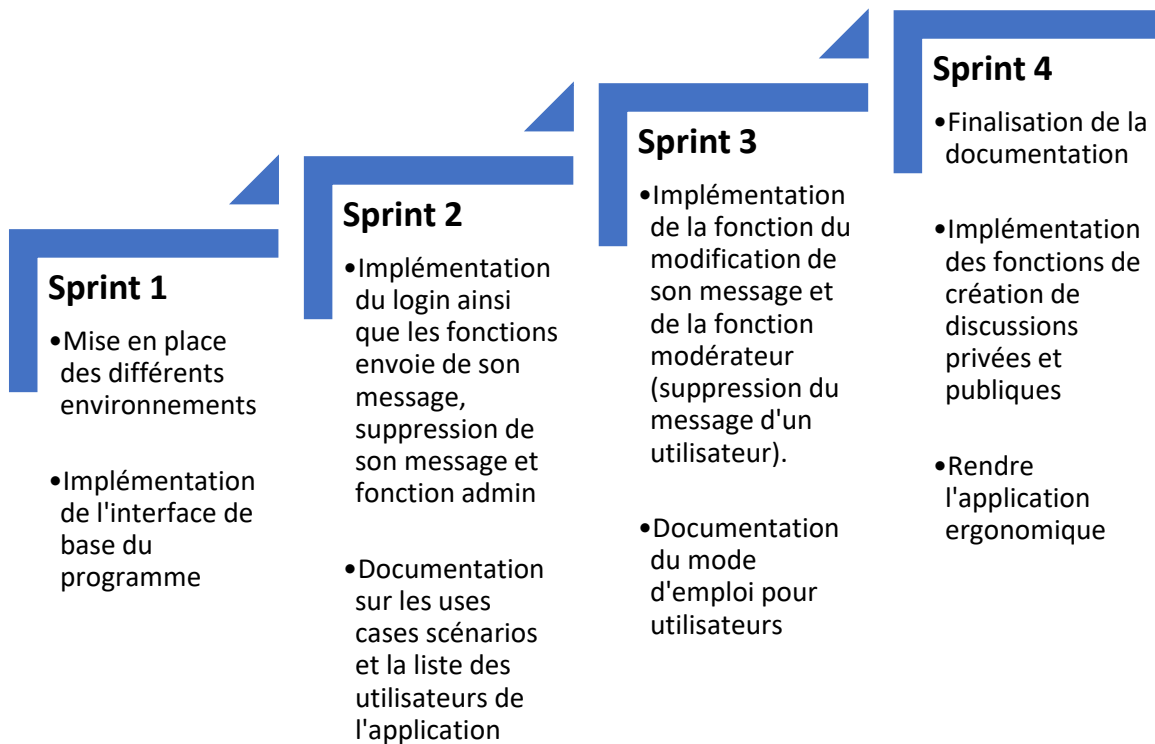 Sprint 1
•Mise en place
des différents
environnements
•Implémentation
de l'interface de
base du
programme
Sprint 2
•Implémentation
du login ainsi
que les fonctions
envoie de son
message,
suppression de
son message et
fonction admin
•Documentation
sur les uses
cases scénarios
et la liste des
utilisateurs de
l'application
Sprint 3
•Implémentation
de la fonction du
modification de
son message et
de la fonction
modérateur
(suppression du
message d'un
utilisateur).
•Documentation
du mode
d'emploi pour
utilisateurs
Sprint 4
•Finalisation de la
documentation
•Implémentation
des fonctions de
création de
discussions
privées et
publiques
•Rendre
l'application
ergonomique